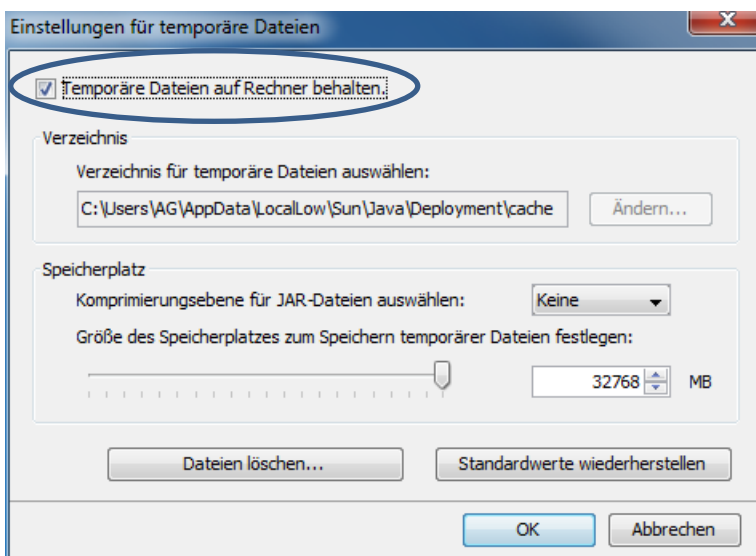 Einstellungen für temporäre Dateien
Temporäre Dateien auf Rechner behalten.
Verzeichnis
Verzeichnis für temporäre Dateien auswählen:
C:\Users\AG\AppData\LocalLow\Sun\Java\Deployment\cache Ändern...
Speicherplatz
Komprimierungsebene für JAR-Dateien auswählen: Keine
Größe des Speicherplatzes zum Speichern temporärer Dateien festlegen:
32768 MB
Dateien löschen... Standardwerte wiederherstellen
OK Abbrechen